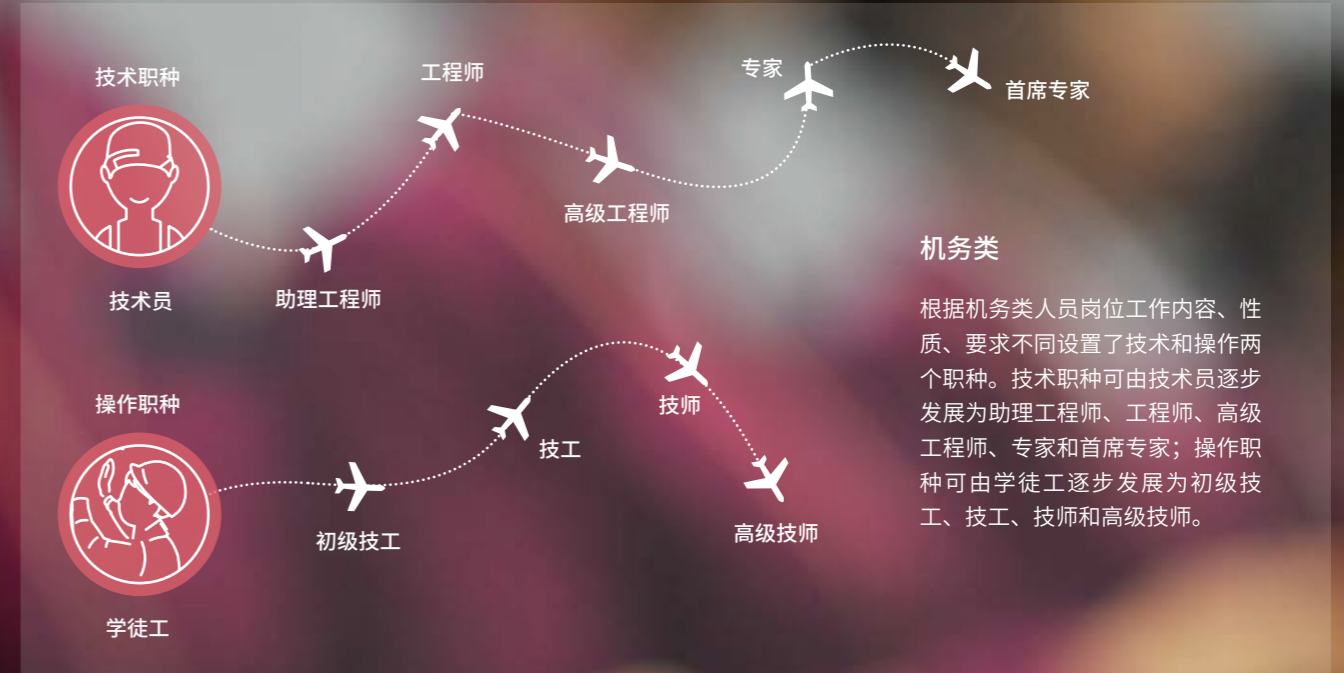 技术职种
技术员
助理工程师
工程师
高级工程师
专家
首席专家
操作职种
学徒工
初级技工
技工
技师
高级技师
机务类
根据机务类人员岗位工作内容、性
质、要求不同设置了技术和操作两
个职种。技术职种可由技术员逐步
发展为助理工程师、工程师、高级
工程师、专家和首席专家；操作职
种可由学徒工逐步发展为初级技
工、技工、技师和高级技师。